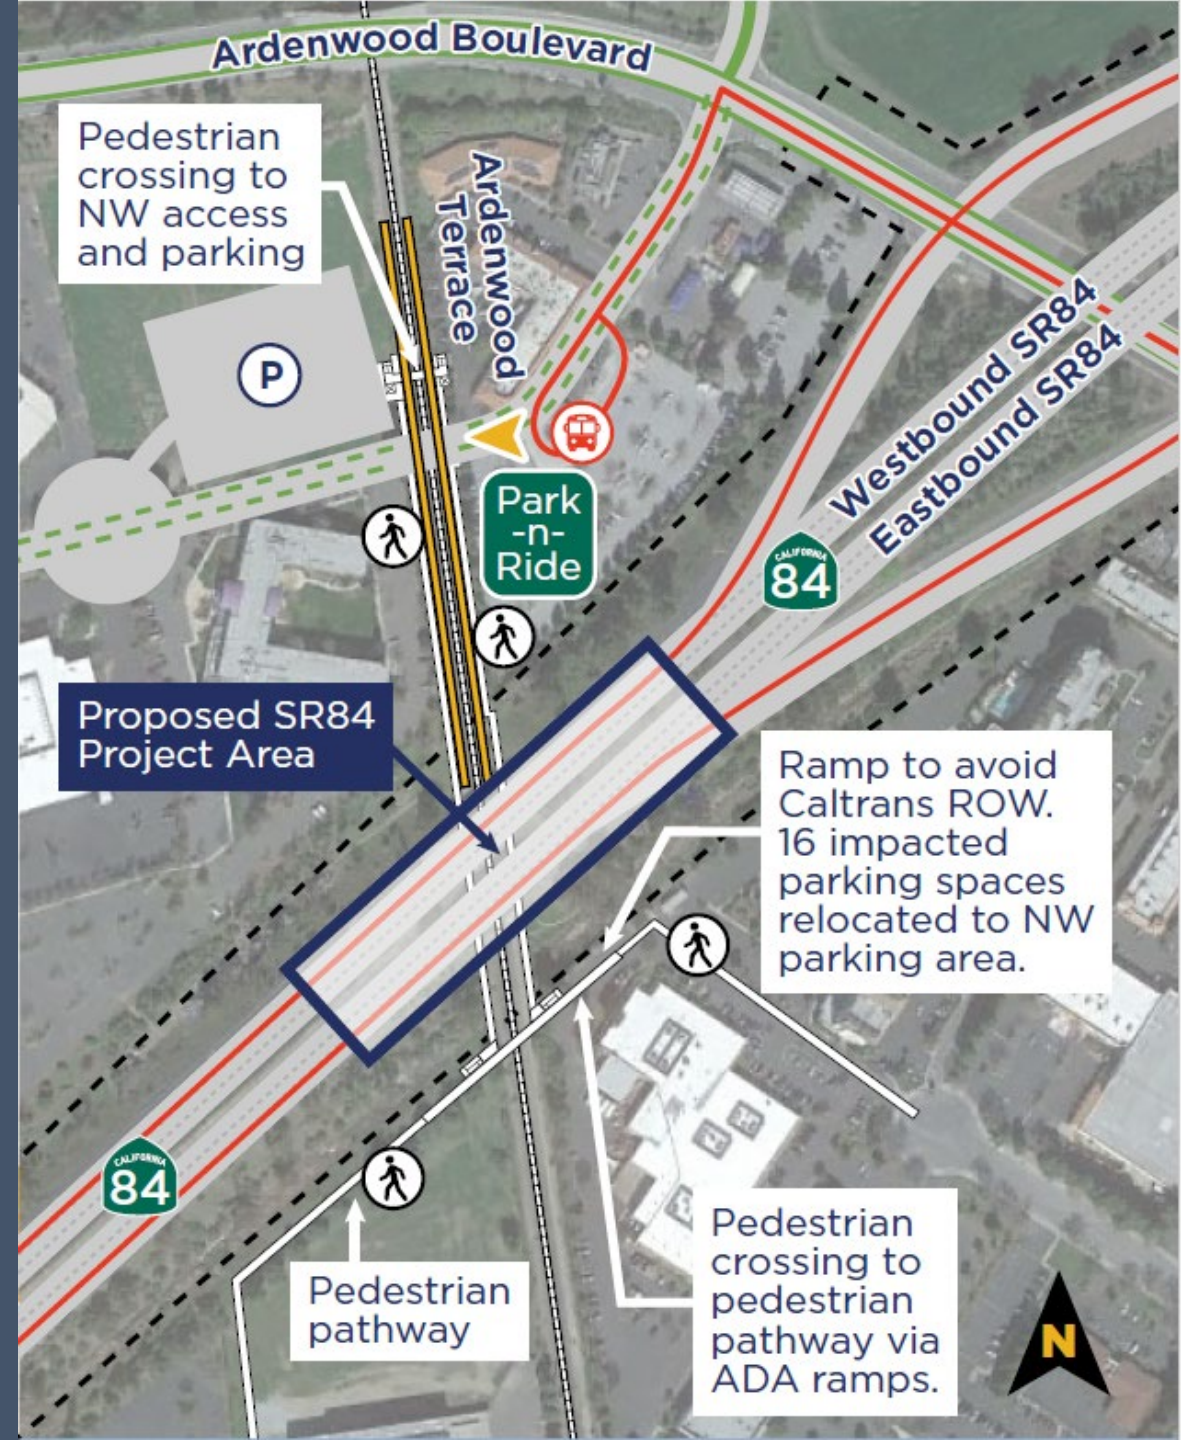 Ardenwood Boulevard
Pedestrian
crossing to
NW access
and parking
Ardenwood
Terrace
P
Westbound SR84
Eastbound SR84
Park
-n-
Ride
CALIFORNIA
84
Proposed SR84
Project Area
Ramp to avoid
Caltrans ROW.
16 impacted
parking spaces
relocated to NW
parking area.
CALIFORNIA
84
Pedestrian
pathway
Pedestrian
crossing to
pedestrian
pathway via
ADA ramps.
N